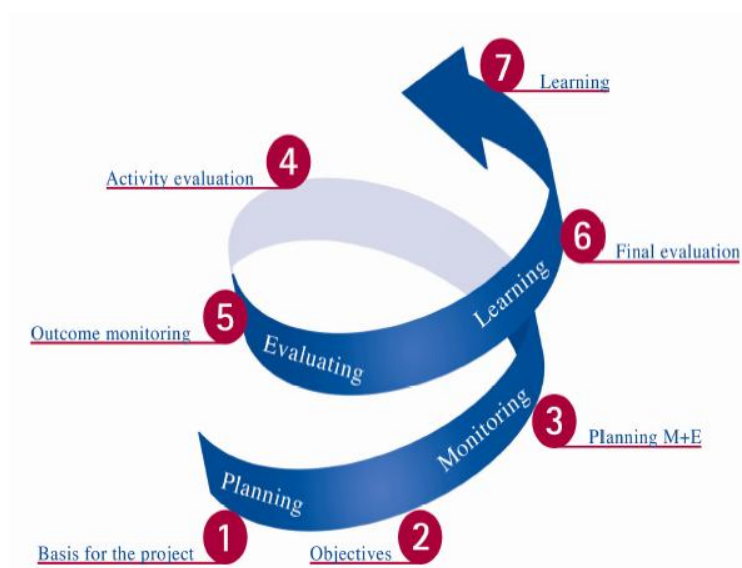 7
Learning
4
Activity evaluation
6
Final evaluation
Learning
5
Outcome monitoring
Evaluating
Monitoring
3
Planning M+E
Planning
1
Basis for the project
2
Objectives